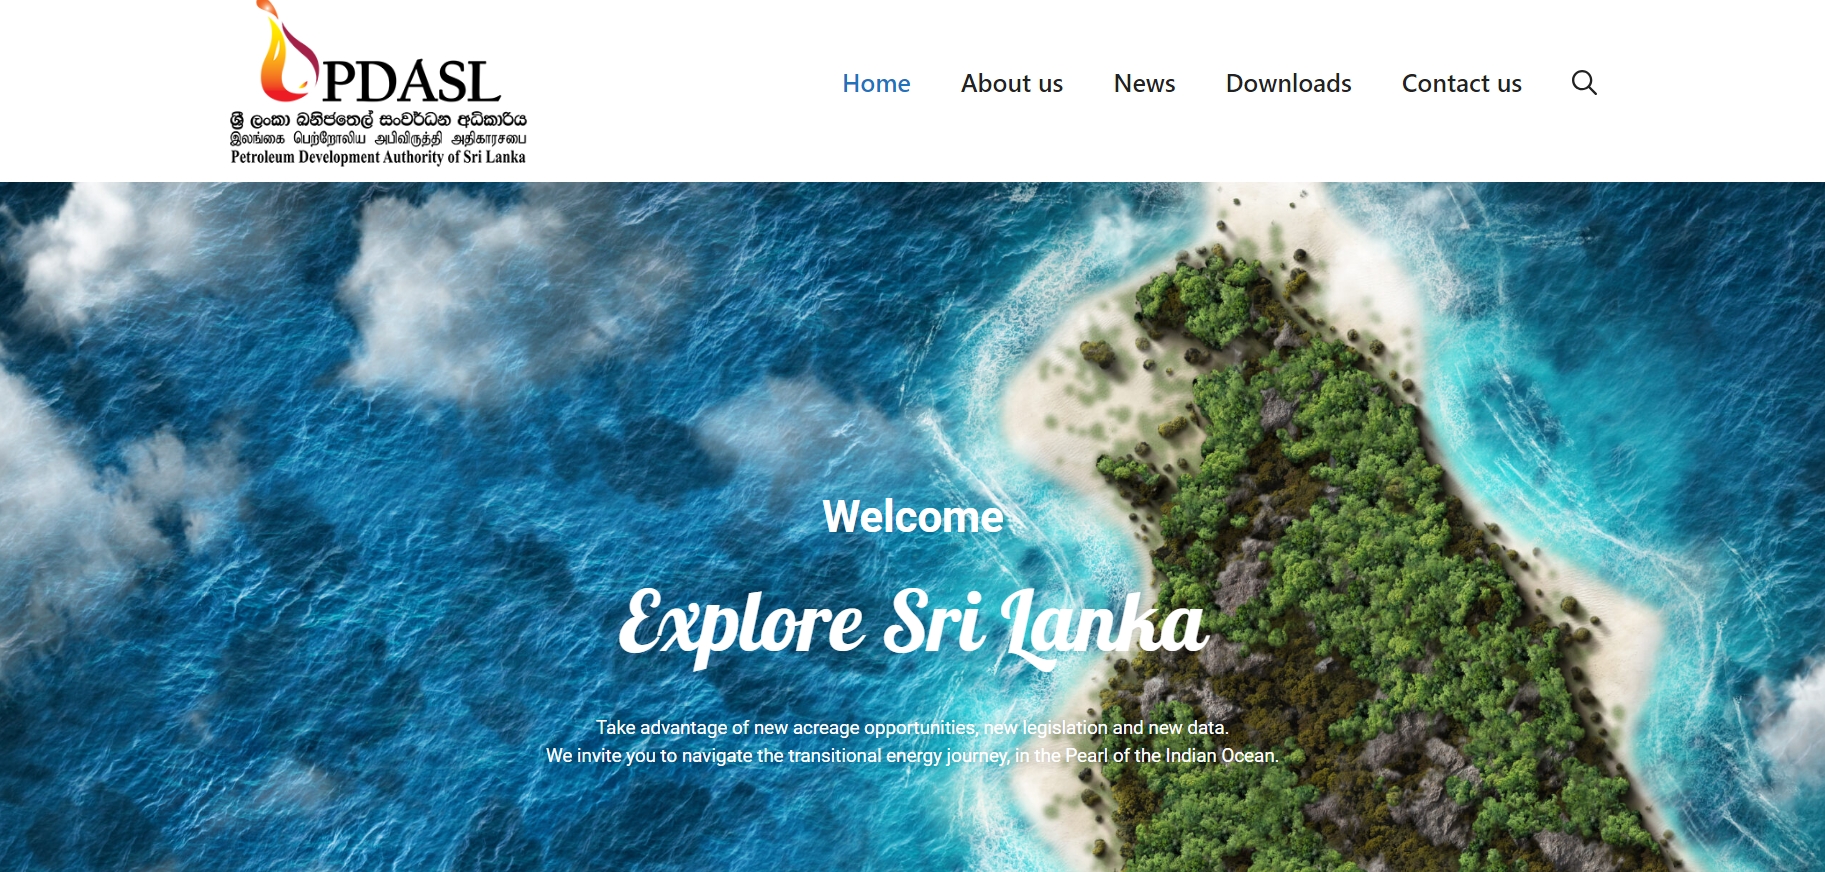 PDASL
ශ්‍රී ලංකා ඛනිජතෙල් සංවර්ධන අධිකාරිය
இலங்கை பெற்றோலிய அபிவிருத்தி அதிகாரசபை
Petroleum Development Authority of Sri Lanka
Home
About us
News
Downloads
Contact us
Welcome
Explore Sri Lanka
Take advantage of new acreage opportunities, new legislation and new data.
We invite you to navigate the transitional energy journey, in the Pearl of the Indian Ocean.